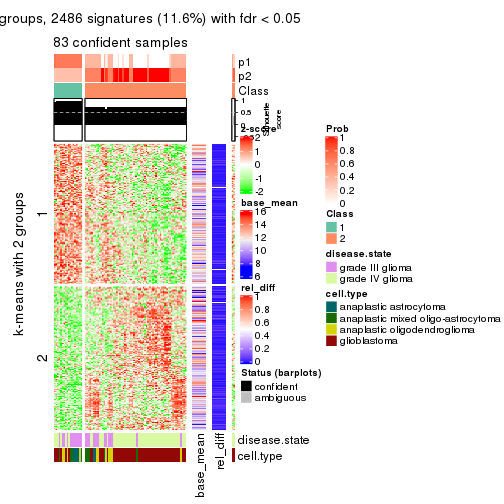 groups, 2486 signatures (11.6%) with fdr < 0.05
83 confident samples
p1
p2
Class
1
0.5
0
Silhouette
score
k-means with 2 groups
1
2
z-score
2
1
0
-1
-2
base_mean
16
14
12
10
8
6
rel_diff
1
0.8
0.6
0.4
0.2
0
Status (barplots)
confident
ambiguous
Prob
1
0.8
0.6
0.4
0.2
0
Class
1
2
disease.state
grade III glioma
grade IV glioma
cell.type
anaplastic astrocytoma
anaplastic mixed oligo-astrocytoma
anaplastic oligodendroglioma
glioblastoma
disease.state
cell.type
base_mean
rel_diff